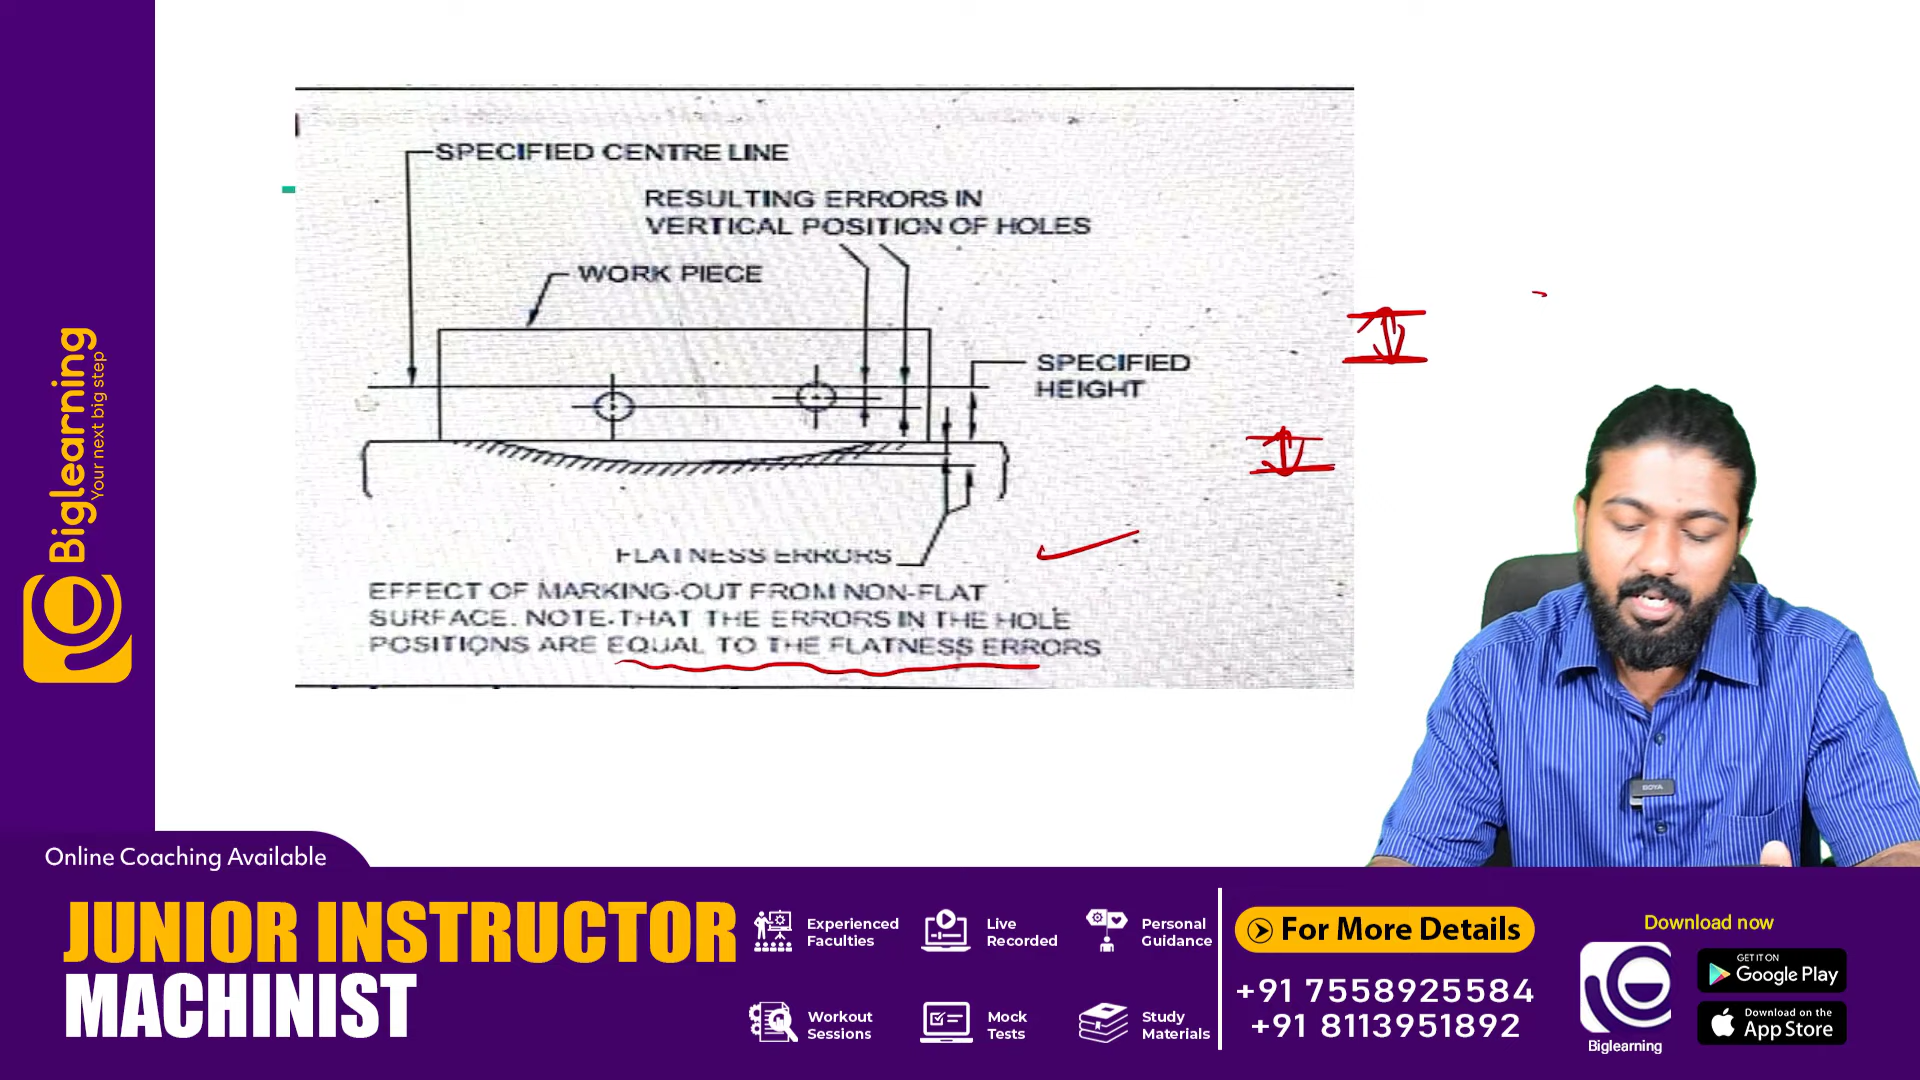 SPECIFIED CENTRE LINE
RESULTING ERRORS IN
VERTICAL POSITION OF HOLES
WORK PIECE
SPECIFIED
HEIGHT
FLATNESS ERRORS
EFFECT OF MARKING-OUT FROM NON-FLAT
SURFACE. NOTE THAT THE ERRORS IN THE HOLE
POSITIONS ARE EQUAL TO THE FLATNESS ERRORS
Biglearning
Your next big step
BOYA
Online Coaching Available
JUNIOR INSTRUCTOR
MACHINIST
Experienced
Faculties
Live
Recorded
Personal
Guidance
Workout
Sessions
Mock
Tests
Study
Materials
For More Details
+91 7558925584
+91 8113951892
Download now
Biglearning
GET IT ON
Google Play
Download on the
App Store